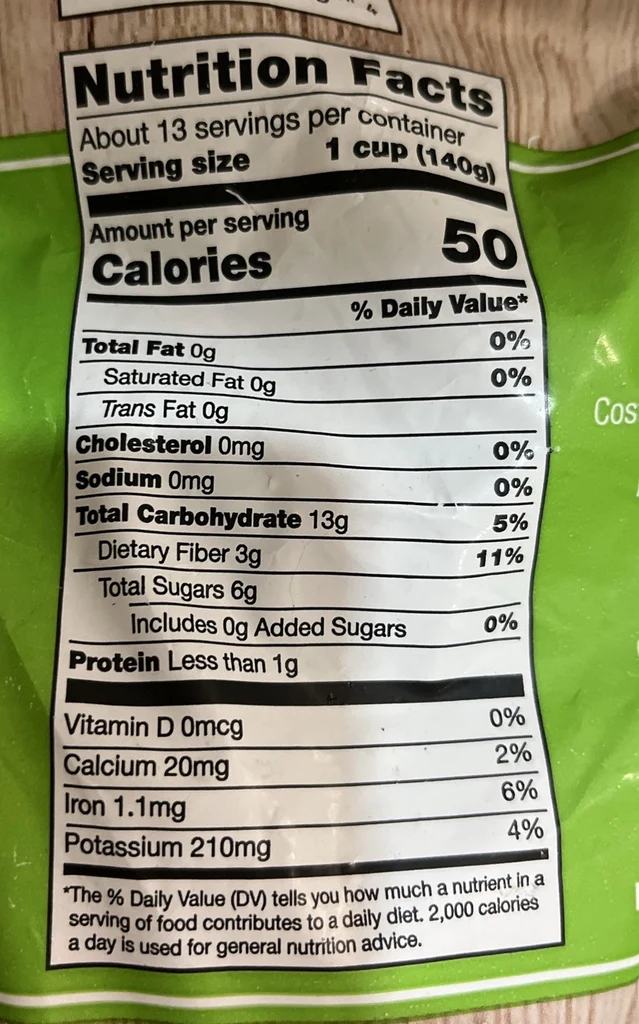 Nutrition Facts
About 13 servings per container
Serving size 1 cup (140g)
Amount per serving
Calories 50
% Daily Value*
Total Fat 0g 0%
Saturated Fat 0g 0%
Trans Fat 0g
Cholesterol 0mg 0%
Sodium 0mg 0%
Total Carbohydrate 13g 5%
Dietary Fiber 3g 11%
Total Sugars 6g
Includes 0g Added Sugars 0%
Protein Less than 1g
Vitamin D 0mcg 0%
Calcium 20mg 2%
Iron 1.1mg 6%
Potassium 210mg 4%
*The % Daily Value (DV) tells you how much a nutrient in a
serving of food contributes to a daily diet. 2,000 calories
a day is used for general nutrition advice.
Cos